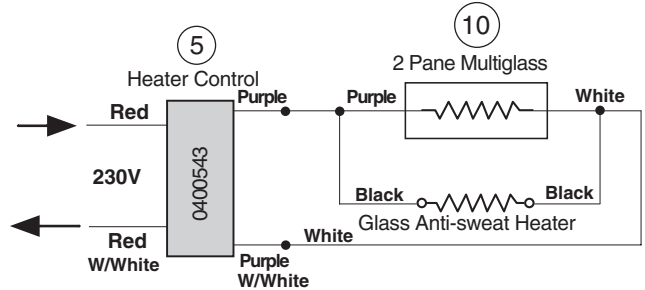 5
Heater Control
10
2 Pane Multiglass
Red
Purple
Purple
White
230V
0400543
Black
Black
Glass Anti-sweat Heater
Red
W/White
Purple
W/White
White